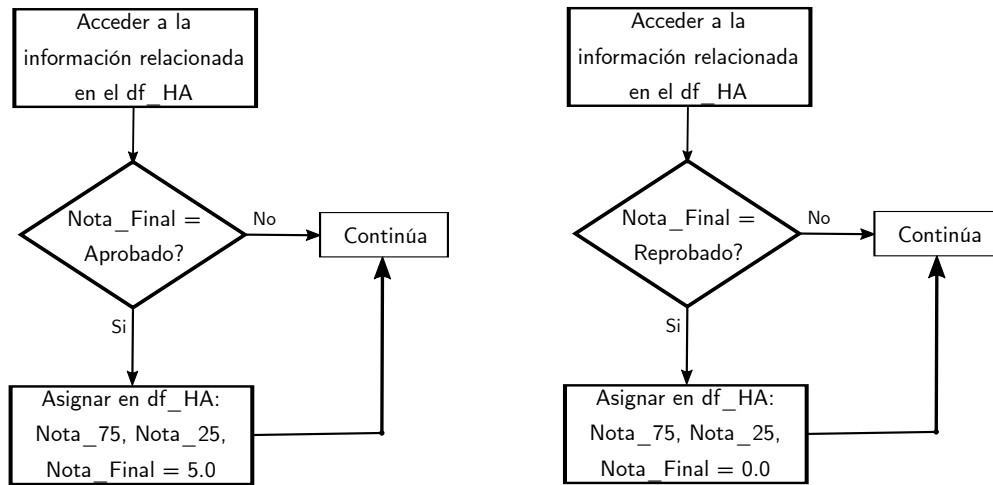 Acceder a la
información relacionada
en el df_HA
Nota_Final =
Aprobado?
No
Continúa
Si
Asignar en df_HA:
Nota_75, Nota_25,
Nota_Final = 5.0
Acceder a la
información relacionada
en el df_HA
Nota_Final =
Reprobado?
No
Continúa
Si
Asignar en df_HA:
Nota_75, Nota_25,
Nota_Final = 0.0